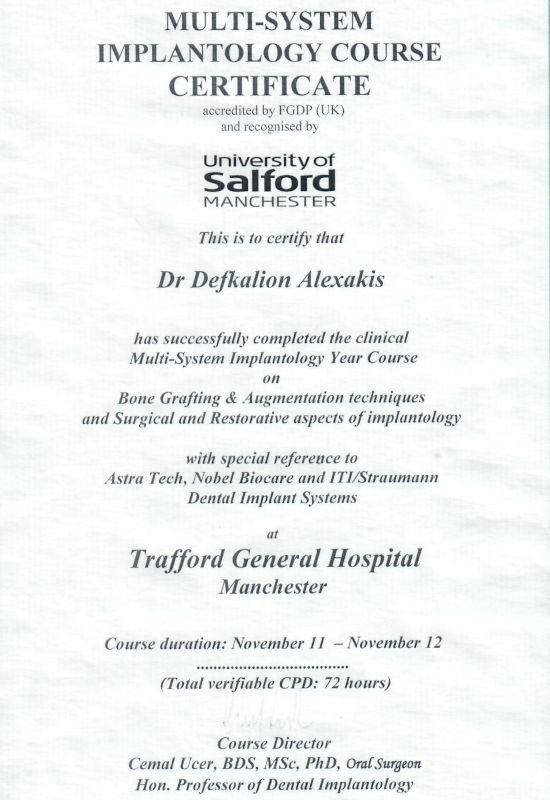 MULTI-SYSTEM
IMPLANTOLOGY COURSE
CERTIFICATE
accredited by FGDP (UK)
and recognised by
University of
Salford
MANCHESTER
This is to certify that
Dr Defkalion Alexakis
has successfully completed the clinical
Multi-System Implantology Year Course
on
Bone Grafting & Augmentation techniques
and Surgical and Restorative aspects of implantology
with special reference to
Astra Tech, Nobel Biocare and ITI/Straumann
Dental Implant Systems
at
Trafford General Hospital
Manchester
Course duration: November 11 – November 12
....................................
(Total verifiable CPD: 72 hours)
Course Director
Cemal Ucer, BDS, MSc, PhD, Oral Surgeon
Hon. Professor of Dental Implantology